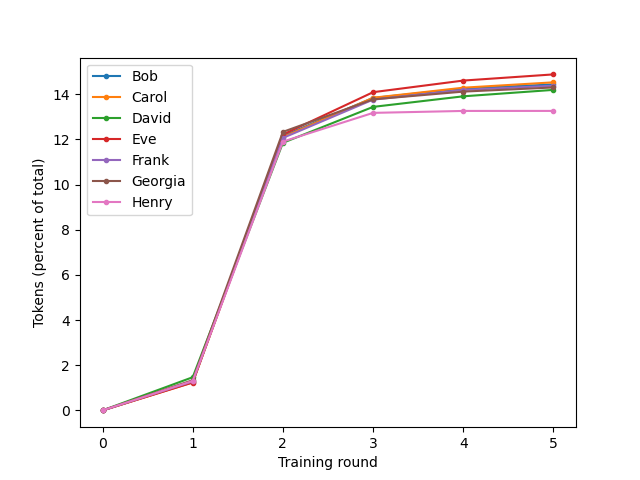 Bob
Carol
David
Eve
Frank
Georgia
Henry
Tokens (percent of total)
14
12
10
8
6
4
2
0
0 1 2 3 4 5
Training round